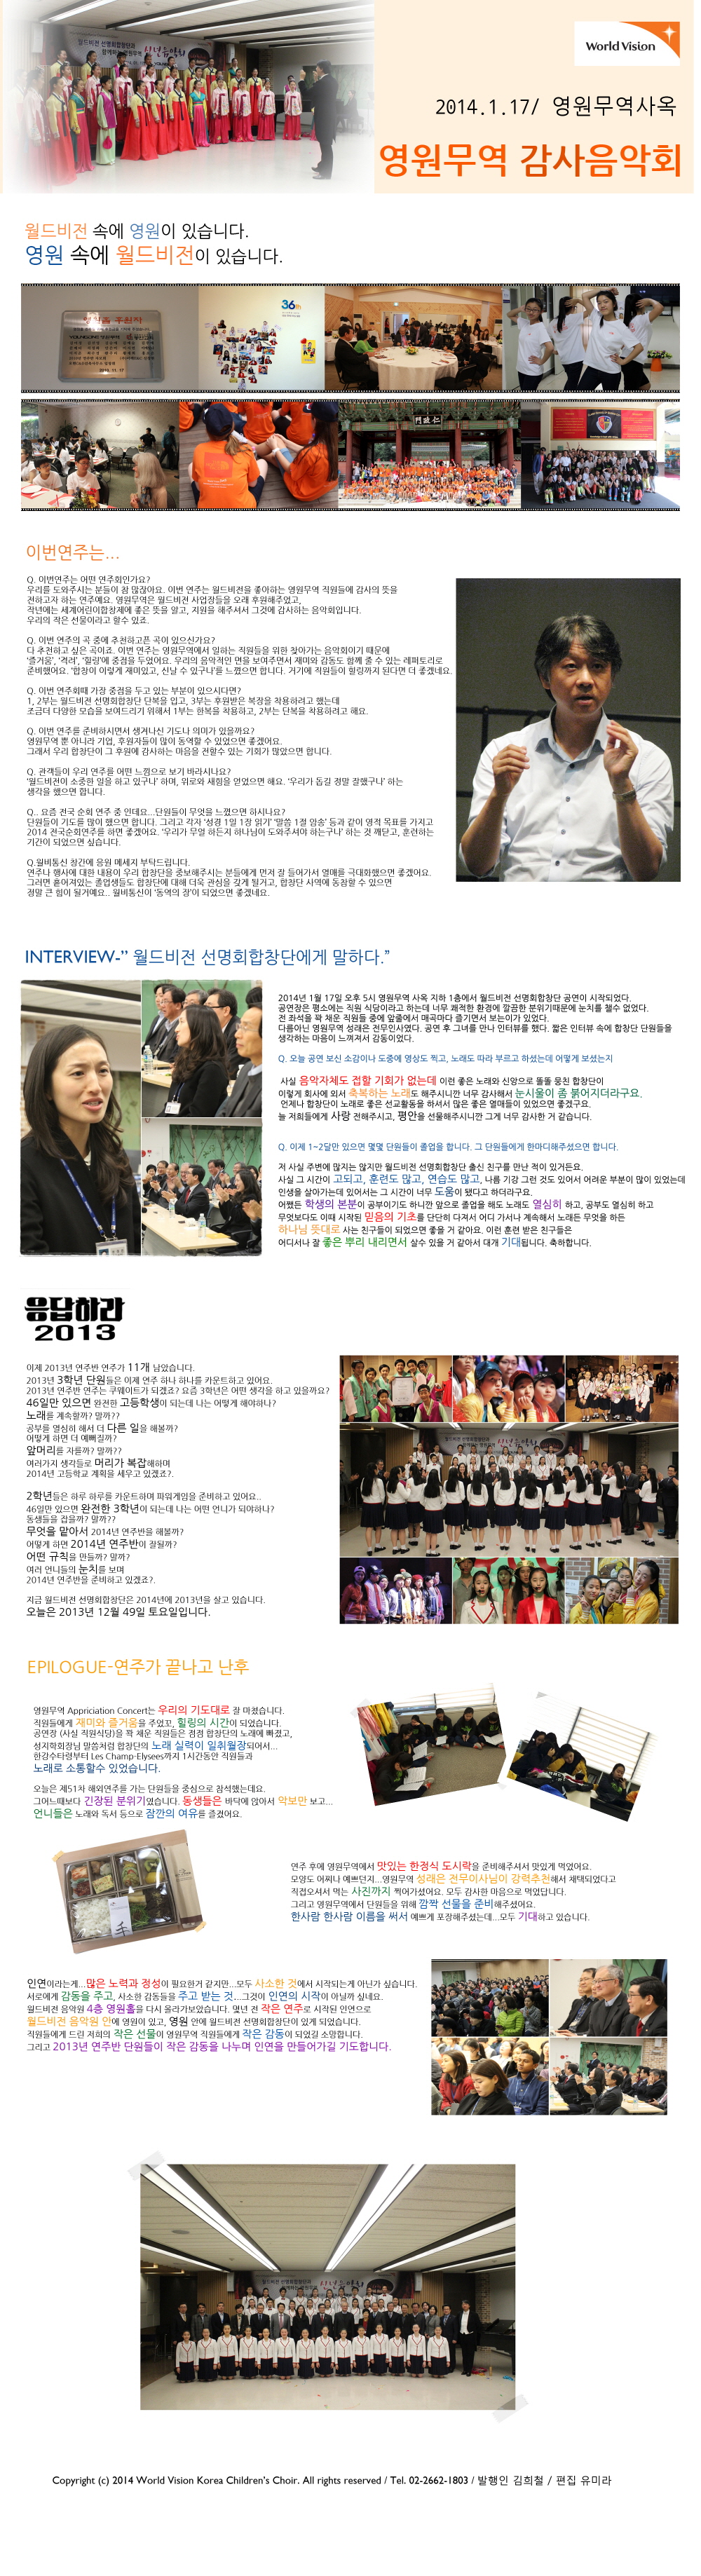 World Vision
2014.1.17/ 영원무역사옥
영원무역 감사음악회
월드비전 속에 영원이 있습니다.
영원 속에 월드비전이 있습니다.
36th
이번연주는...
Q. 이번연주는 어떤 연주회인가요?
우리를 도와주시는 분들이 참 많잖아요. 이번 연주는 월드비전을 좋아하는 영원무역 직원들에 감사의 뜻을
전하고자 하는 연주예요. 영원무역은 월드비전 사업장들을 오래 후원해주었고,
작년에는 세계어린이합창제에 좋은 뜻을 알고, 지원을 해주셔서 그것에 감사하는 음악회입니다.
우리의 작은 선물이라고 할수 있죠.
Q. 이번 연주의 곡 중에 추천하고픈 곡이 있으신가요?
다 추천하고 싶은 곡이죠. 이번 연주는 영원무역에서 일하는 직원들을 위한 찾아가는 음악회이기 때문에
'즐거움', '격려', '힐링'에 중점을 두었어요. 우리의 음악적인 면을 보여주면서 재미와 감동도 함께 줄 수 있는 레퍼토리로
준비했어요. '합창이 이렇게 재미있고, 신날 수 있구나'를 느꼈으면 합니다. 거기에 직원들이 힐링까지 된다면 더 좋겠네요.
Q. 이번 연주회때 가장 중점을 두고 있는 부분이 있으시다면?
1, 2부는 월드비전 선명회합창단 단복을 입고, 3부는 후원받은 복장을 착용하려고 했는데
조금더 다양한 모습을 보여드리기 위해서 1부는 한복을 착용하고, 2부는 단복을 착용하려고 해요.
Q. 이번 연주를 준비하시면서 생겨나신 기도나 의미가 있을까요?
영원무역 뿐 아니라 기업, 후원자들이 많이 동역할 수 있었으면 좋겠어요.
그래서 우리 합창단이 그 후원에 감사하는 마음을 전할수 있는 기회가 많았으면 합니다.
Q. 관객들이 우리 연주를 어떤 느낌으로 보기 바라시나요?
'월드비전이 소중한 일을 하고 있구나' 하며, 위로와 새힘을 얻었으면 해요. '우리가 돕길 정말 잘했구나' 하는
생각을 했으면 합니다.
Q.. 요즘 전국 순회 연주 중 인데요...단원들이 무엇을 느꼈으면 하시나요?
단원들이 기도를 많이 했으면 합니다. 그리고 각자 '성경 1일 1장 읽기' '말씀 1절 암송' 등과 같이 영적 목표를 가지고
2014 전국순회연주를 하면 좋겠어요. '우리가 무얼 하든지 하나님이 도와주셔야 하는구나' 하는 것 깨닫고, 훈련하는
기간이 되었으면 싶습니다.
Q.월비통신 창간에 응원 메세지 부탁드립니다.
연주나 행사에 대한 내용이 우리 합창단을 중보해주시는 분들에게 먼저 잘 들어가서 열매를 극대화했으면 좋겠어요.
그러면 흩어져있는 졸업생들도 합창단에 대해 더욱 관심을 갖게 될거고, 합창단 사역에 동참할 수 있으면
정말 큰 힘이 될거예요.. 월비통신이 '동역의 장'이 되었으면 좋겠네요.
INTERVIEW-" 월드비전 선명회합창단에게 말하다."
2014년 1월 17일 오후 5시 영원무역 사옥 지하 1층에서 월드비전 선명회합창단 공연이 시작되었다.
공연장은 평소에는 직원 식당이라고 하는데 너무 쾌적한 환경에 깔끔한 분위기때문에 눈치를 챌수 없었다.
전 좌석을 꽉 채운 직원들 중에 앞줄에서 매곡마다 즐기면서 보는이가 있었다.
다름아닌 영원무역 성래은 전무인사였다. 공연 후 그녀를 만나 인터뷰를 했다. 짧은 인터뷰 속에 합창단 단원들을
생각하는 마음이 느껴져서 감동이었다.
Q. 오늘 공연 보신 소감이나 도중에 영상도 찍고, 노래도 따라 부르고 하셨는데 어떻게 보셨는지
사실 음악자체도 접할 기회가 없는데 이런 좋은 노래와 신앙으로 똘똘 뭉친 합창단이
이렇게 회사에 외서 축복하는 노래도 해주시니깐 너무 감사해서 눈시울이 좀 붉어지더라구요.
언제나 합창단이 노래로 좋은 선교활동을 하셔서 많은 좋은 열매들이 있었으면 좋겠구요.
늘 저희들에게 사랑 전해주시고, 평안을 선물해주시니깐 그게 너무 감사한 거 같습니다.
Q. 이제 1~2달만 있으면 몇몇 단원들이 졸업을 합니다. 그 단원들에게 한마디해주셨으면 합니다.
저 사실 주변에 많지는 않지만 월드비전 선명회합창단 출신 친구를 만난 적이 있거든요.
사실 그 시간이 고되고, 훈련도 많고, 연습도 많고, 나름 기강 그런 것도 있어서 어려운 부분이 많이 있었는데
인생을 살아가는데 있어서는 그 시간이 너무 도움이 됐다고 하더라구요.
어쨌든 학생의 본분이 공부이기도 하니깐 앞으로 졸업을 해도 노래도 열심히 하고, 공부도 열심히 하고
무엇보다도 이때 시작된 믿음의 기초를 단단히 다져서 어디 가서나 계속해서 노래든 무엇을 하든
하나님 뜻대로 사는 친구들이 되었으면 좋을 거 같아요. 이런 훈련 받은 친구들은
어디서나 잘 좋은 뿌리 내리면서 살수 있을 거 같아서 대개 기대됩니다. 축하합니다.
응답하라
2013
이제 2013년 연주반 연주가 11개 남았습니다.
2013년 3학년 단원들은 이제 연주 하나 하나를 카운트하고 있어요.
2013년 연주반 연주는 쿠웨이트가 되겠죠? 요즘 3학년은 어떤 생각을 하고 있을까요?
46일만 있으면 완전한 고등학생이 되는데 나는 어떻게 해야하나?
노래를 계속할까? 말까??
공부를 열심히 해서 더 다른 일을 해볼까?
어떻게 하면 더 예뻐질까?
앞머리를 자를까? 말까??
여러가지 생각들로 머리가 복잡해하며
2014년 고등학교 계획을 세우고 있겠죠?.
2학년들은 하루 하루를 카운트하며 파워게임을 준비하고 있어요..
46일만 있으면 완전한 3학년이 되는데 나는 어떤 언니가 되야하나?
동생들을 잡을까? 말까??
무엇을 맡아서 2014년 연주반을 해볼까?
어떻게 하면 2014년 연주반이 잘될까?
어떤 규칙을 만들까? 말까?
여러 언니들의 눈치를 보며
2014년 연주반을 준비하고 있겠죠?.
지금 월드비전 선명회합창단은 2014년에 2013년을 살고 있습니다.
오늘은 2013년 12월 49일 토요일입니다.
EPILOGUE-연주가 끝나고 난후
영원무역 Appriciation Concert는 우리의 기도대로 잘 마쳤습니다.
직원들에게 재미와 즐거움을 주었고, 힐링의 시간이 되었습니다.
공연장 (사실 직원식당)을 꽉 채운 직원들은 점점 합창단의 노래에 빠졌고,
성지학회장님 말씀처럼 합창단의 노래 실력이 일취월장되어서...
한강수타령부터 Les Champ-Elysees까지 1시간동안 직원들과
노래로 소통할수 있었습니다.
오늘은 제51차 해외연주를 가는 단원들을 중심으로 참석했는데요.
그어느때보다 긴장된 분위기였습니다. 동생들은 바닥에 앉아서 악보만 보고...
언니들은 노래와 독서 등으로 잠깐의 여유를 즐겼어요.
연주 후에 영원무역에서 맛있는 한정식 도시락을 준비해주셔서 맛있게 먹었어요.
모양도 어찌나 예쁘던지...영원무역 성래은 전무이사님이 강력추천해서 채택되었다고
직접오셔서 먹는 사진까지 찍어가셨어요. 모두 감사한 마음으로 먹었답니다.
그리고 영원무역에서 단원들을 위해 깜짝 선물을 준비해주셨어요.
한사람 한사람 이름을 써서 예쁘게 포장해주셨는데...모두 기대하고 있습니다.
인연이라는게...많은 노력과 정성이 필요한거 같지만...모두 사소한 것에서 시작되는게 아닌가 싶습니다.
서로에게 감동을 주고, 사소한 감동들을 주고 받는 것...그것이 인연의 시작이 아닐까 싶네요.
월드비전 음악원 4층 영원홀을 다시 올라가보았습니다. 몇년 전 작은 연주로 시작된 인연으로
월드비전 음악원 안에 영원이 있고, 영원 안에 월드비전 선명회합창단이 있게 되었습니다.
직원들에게 드린 저희의 작은 선물이 영원무역 직원들에게 작은 감동이 되었길 소망합니다.
그리고 2013년 연주반 단원들이 작은 감동을 나누며 인연을 만들어가길 기도합니다.
Copyright (c) 2014 World Vision Korea Children's Choir. All rights reserved / Tel. 02-2662-1803 / 발행인 김희철 / 편집 유미라